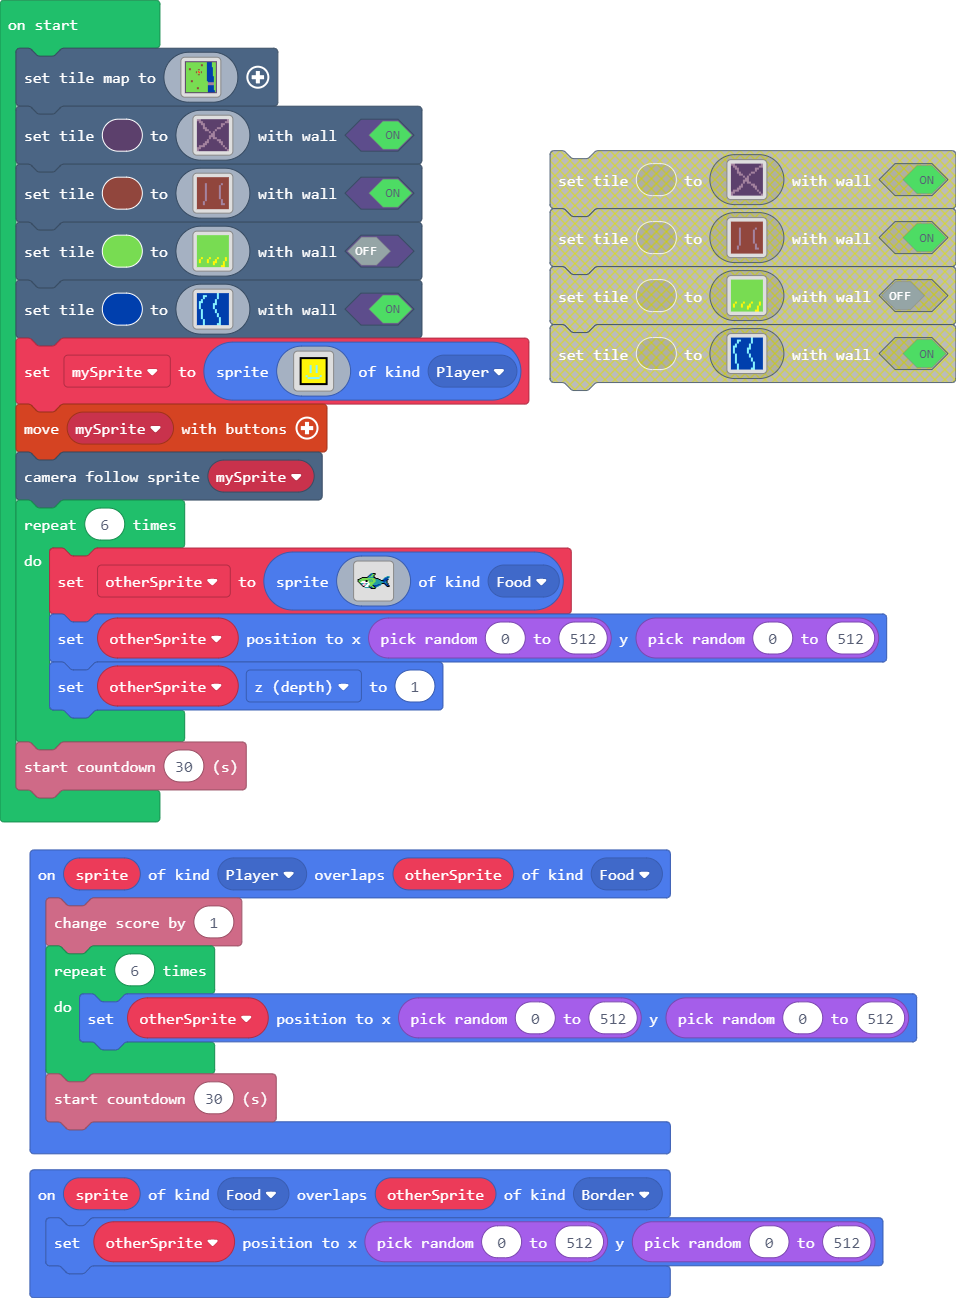 on start
set tile map to
set tile to with wall ON
set tile to with wall ON
set tile to with wall OFF
set tile to with wall ON
set tile to with wall ON
set tile to with wall ON
set tile to with wall OFF
set tile to with wall ON
set mySprite to sprite of kind Player
move mySprite with buttons
camera follow sprite mySprite
repeat 6 times
do
set otherSprite to sprite of kind Food
set otherSprite position to x pick random 0 to 512 y pick random 0 to 512
set otherSprite z (depth) to 1
start countdown 30 (s)
on sprite of kind Player overlaps otherSprite of kind Food
change score by 1
repeat 6 times
do
set otherSprite position to x pick random 0 to 512 y pick random 0 to 512
start countdown 30 (s)
on sprite of kind Food overlaps otherSprite of kind Border
set otherSprite position to x pick random 0 to 512 y pick random 0 to 512